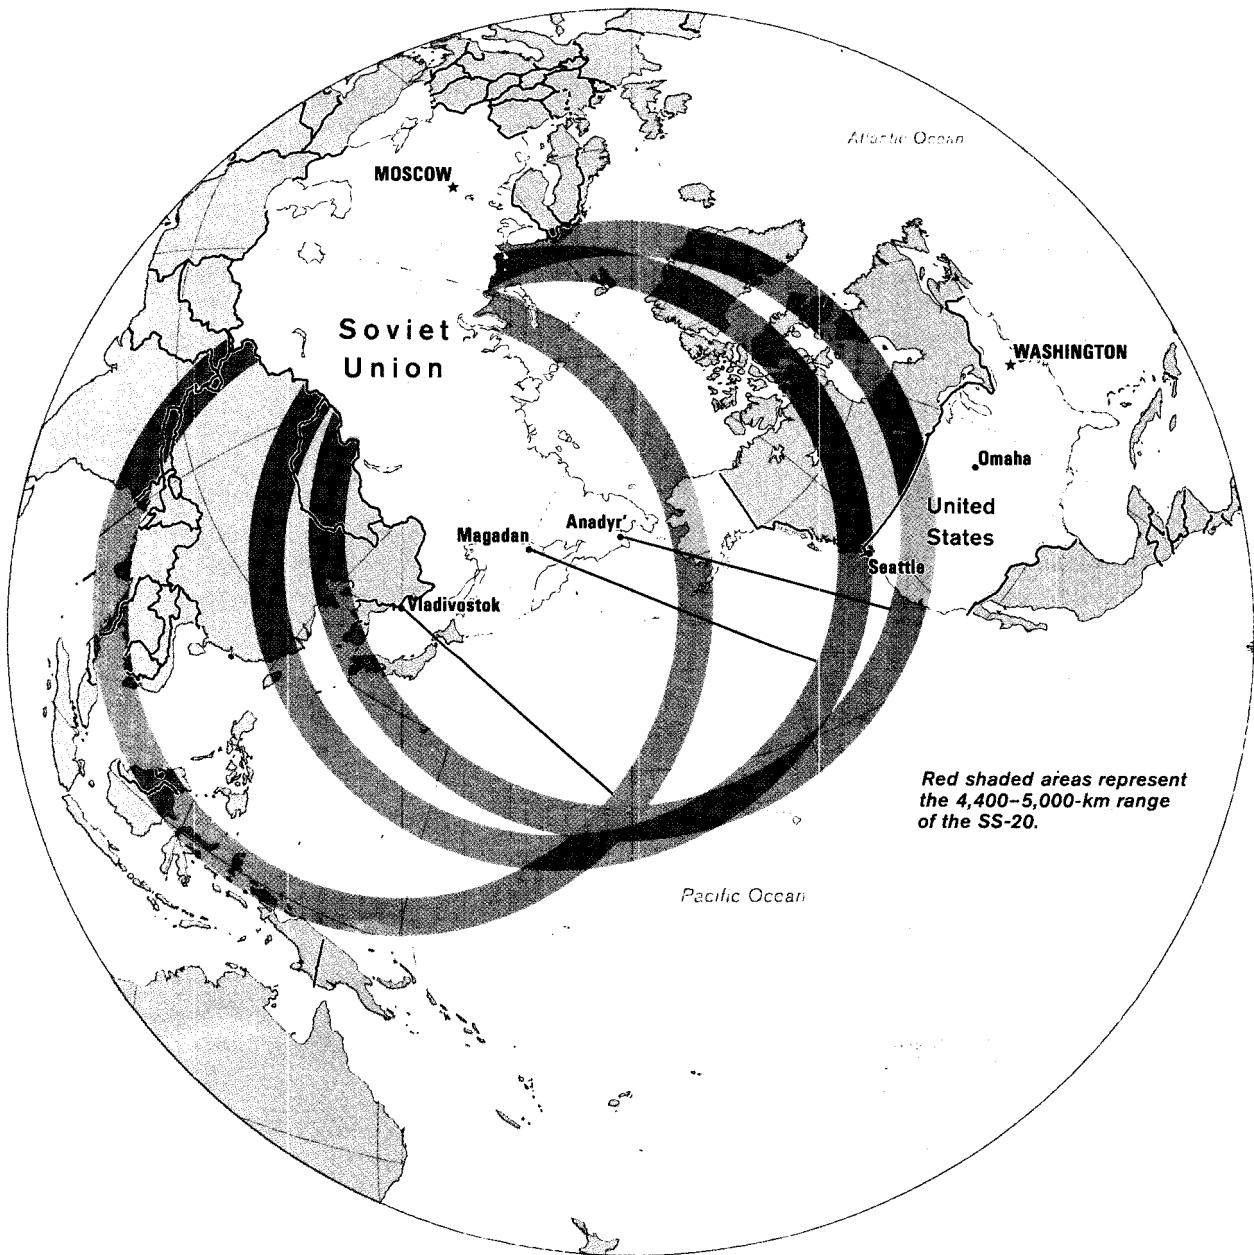 Atlantic Ocean
MOSCOW
Soviet
Union
WASHINGTON
Omaha
United
States
Anadyr'
Magadan
Seattle
Vladivostok
Red shaded areas represent
the 4,400–5,000-km range
of the SS-20.
Pacific Ocean